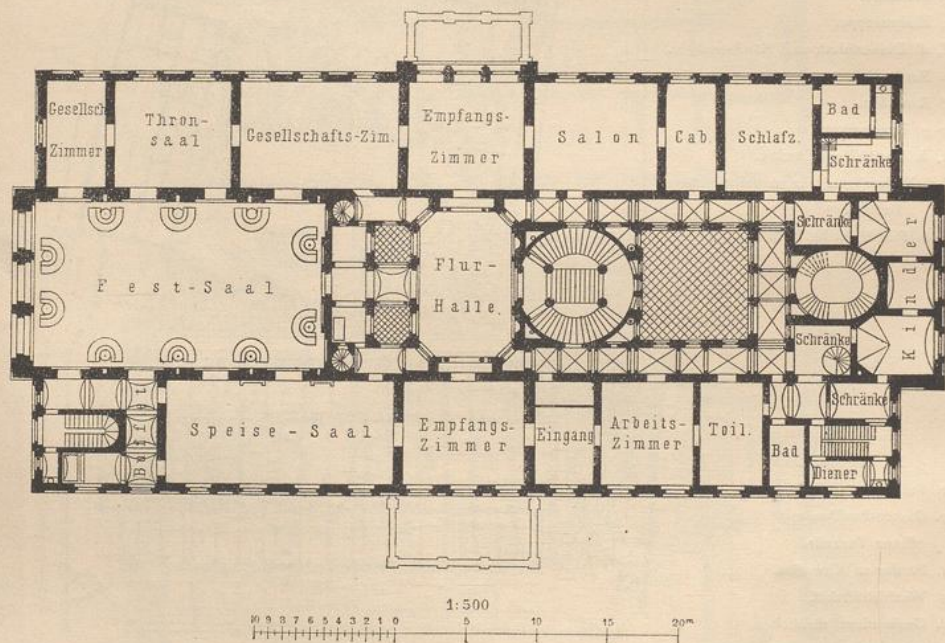 Gesellsch.
Zimmer
Thron-
saal
Gesellschafts-Zim.
Empfangs-
Zimmer
Salon
Cab.
Schlafz.
Bad
Schränke
Fest-Saal
Flur-
Halle.
Schränke
Kinder
Schränke
Buffet
Speise-Saal
Empfangs-
Zimmer
Eingang
Arbeits-
Zimmer
Toil.
Bad
Schränke
Diener
1:500
10 9 8 7 6 5 4 3 2 1 0 5 10 15 20m